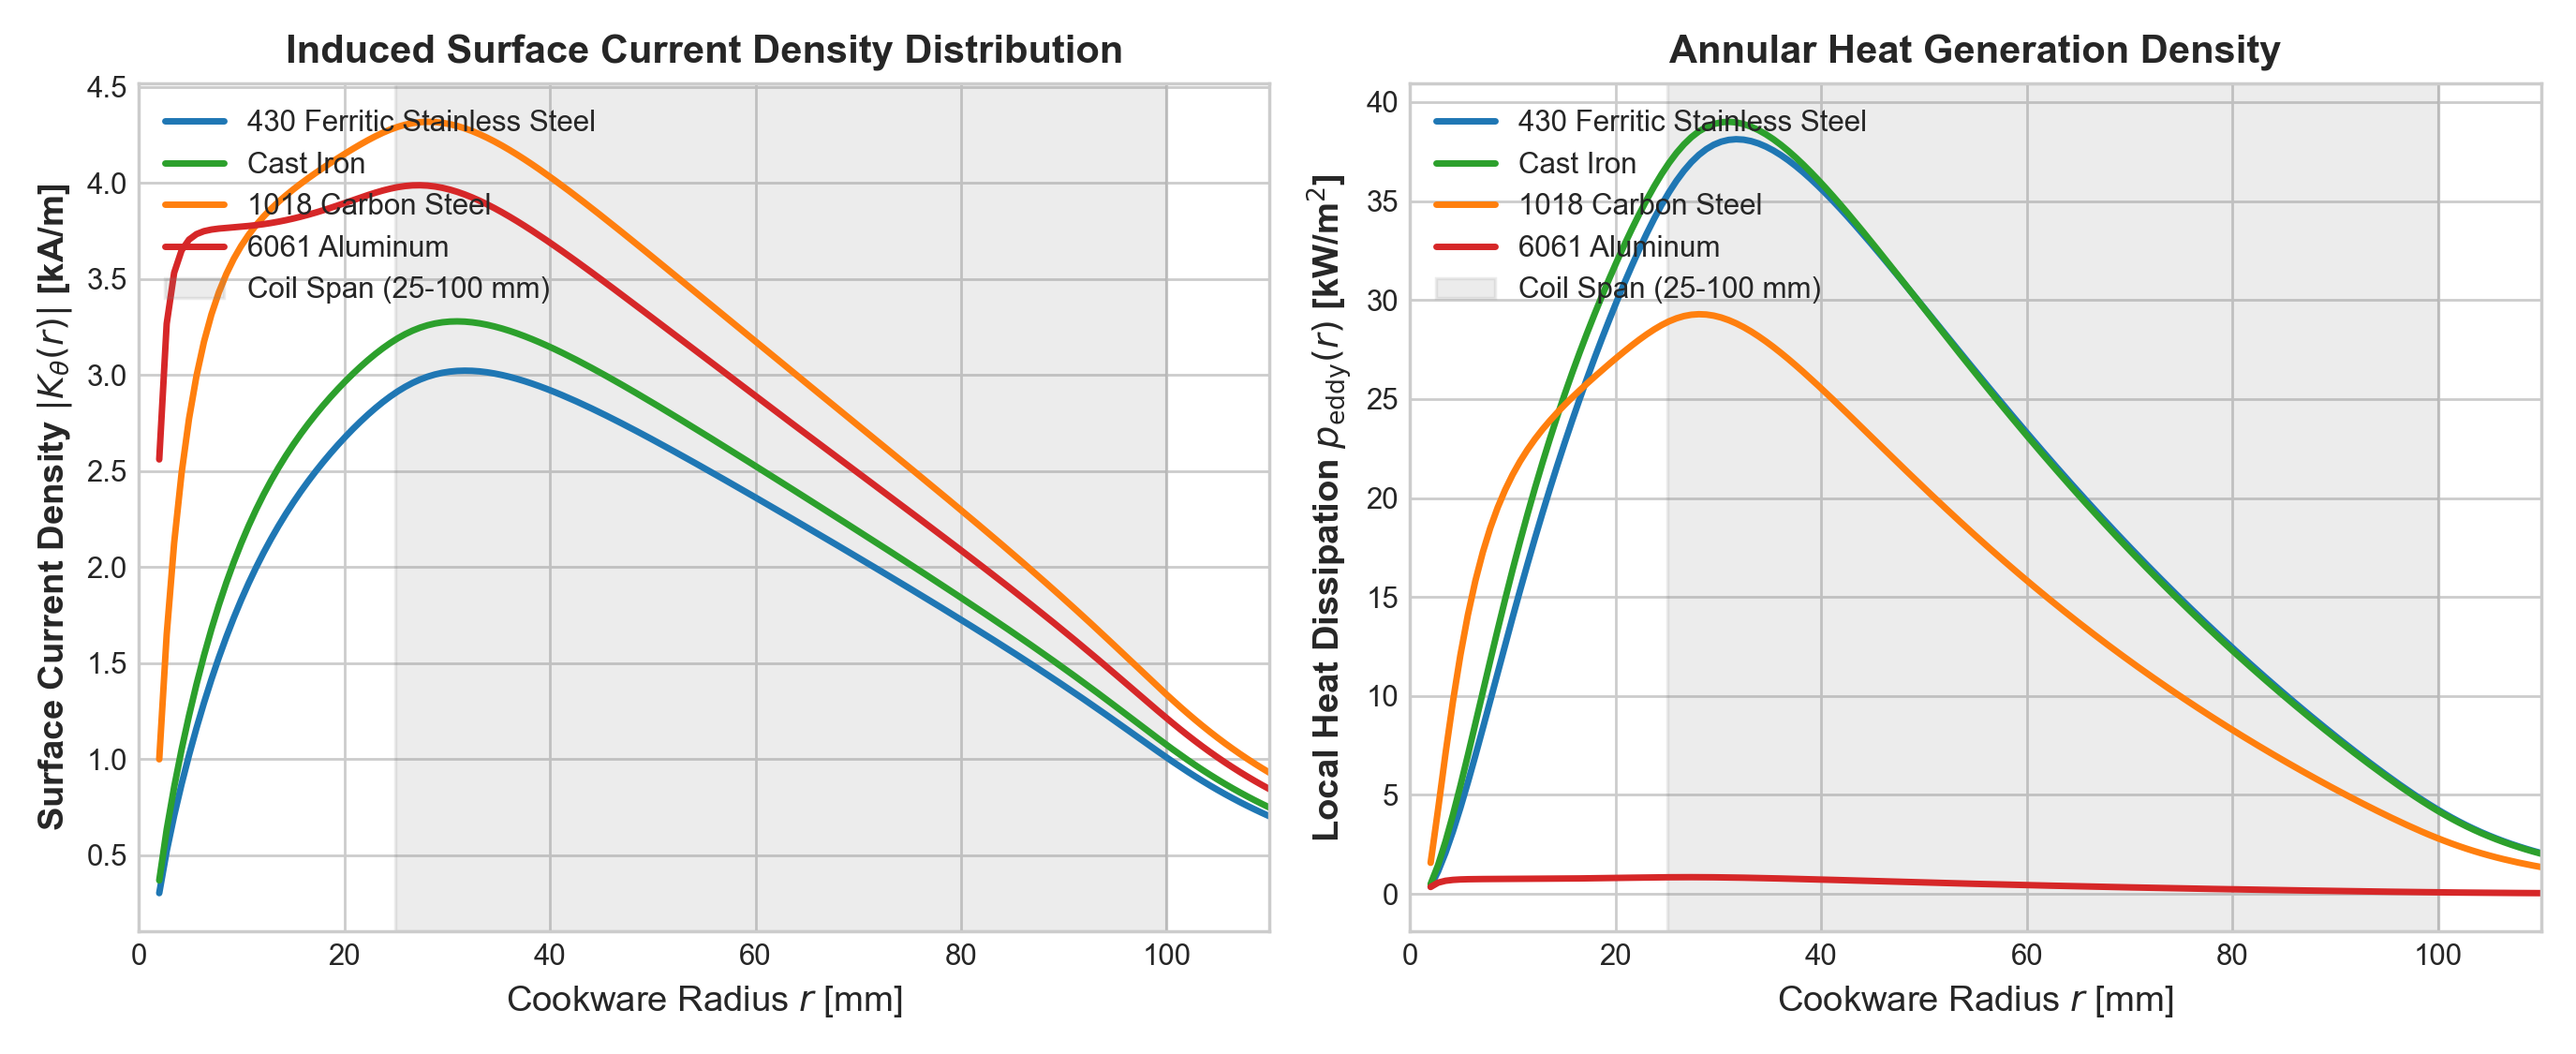 Induced Surface Current Density Distribution
Surface Current Density |K_θ(r)| [kA/m]
4.5
4.0
3.5
3.0
2.5
2.0
1.5
1.0
0.5
430 Ferritic Stainless Steel
Cast Iron
1018 Carbon Steel
6061 Aluminum
Coil Span (25-100 mm)
0 20 40 60 80 100
Cookware Radius r [mm]
Annular Heat Generation Density
Local Heat Dissipation p_eddy(r) [kW/m²]
40
35
30
25
20
15
10
5
0
430 Ferritic Stainless Steel
Cast Iron
1018 Carbon Steel
6061 Aluminum
Coil Span (25-100 mm)
0 20 40 60 80 100
Cookware Radius r [mm]